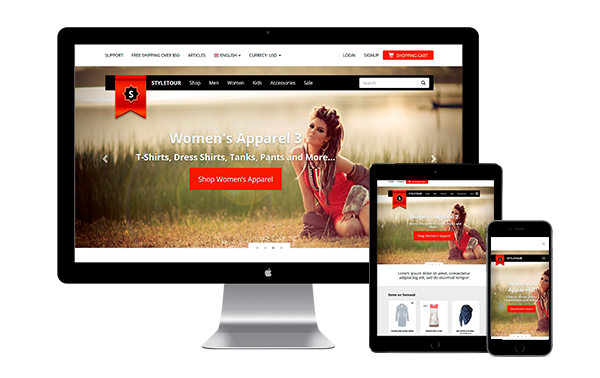 SUPPORT FREE SHIPPING OVER $50 ARTICLES ENGLISH CURRECY: USD LOGIN SIGNUP SHOPPING CART
S STYLETOUR Shop Men Women Kids Accessories Sale Search
Women's Apparel 3
T-Shirts, Dress Shirts, Tanks, Pants and More...
Shop Women's Apparel
STYLETOUR
Shop Women's Apparel
Lorem ipsum dolor sit amet, consectetur
adipiscing elit, sed do eiusmod tempor
Items on Demand
STYLETOUR
Women's
Apparel